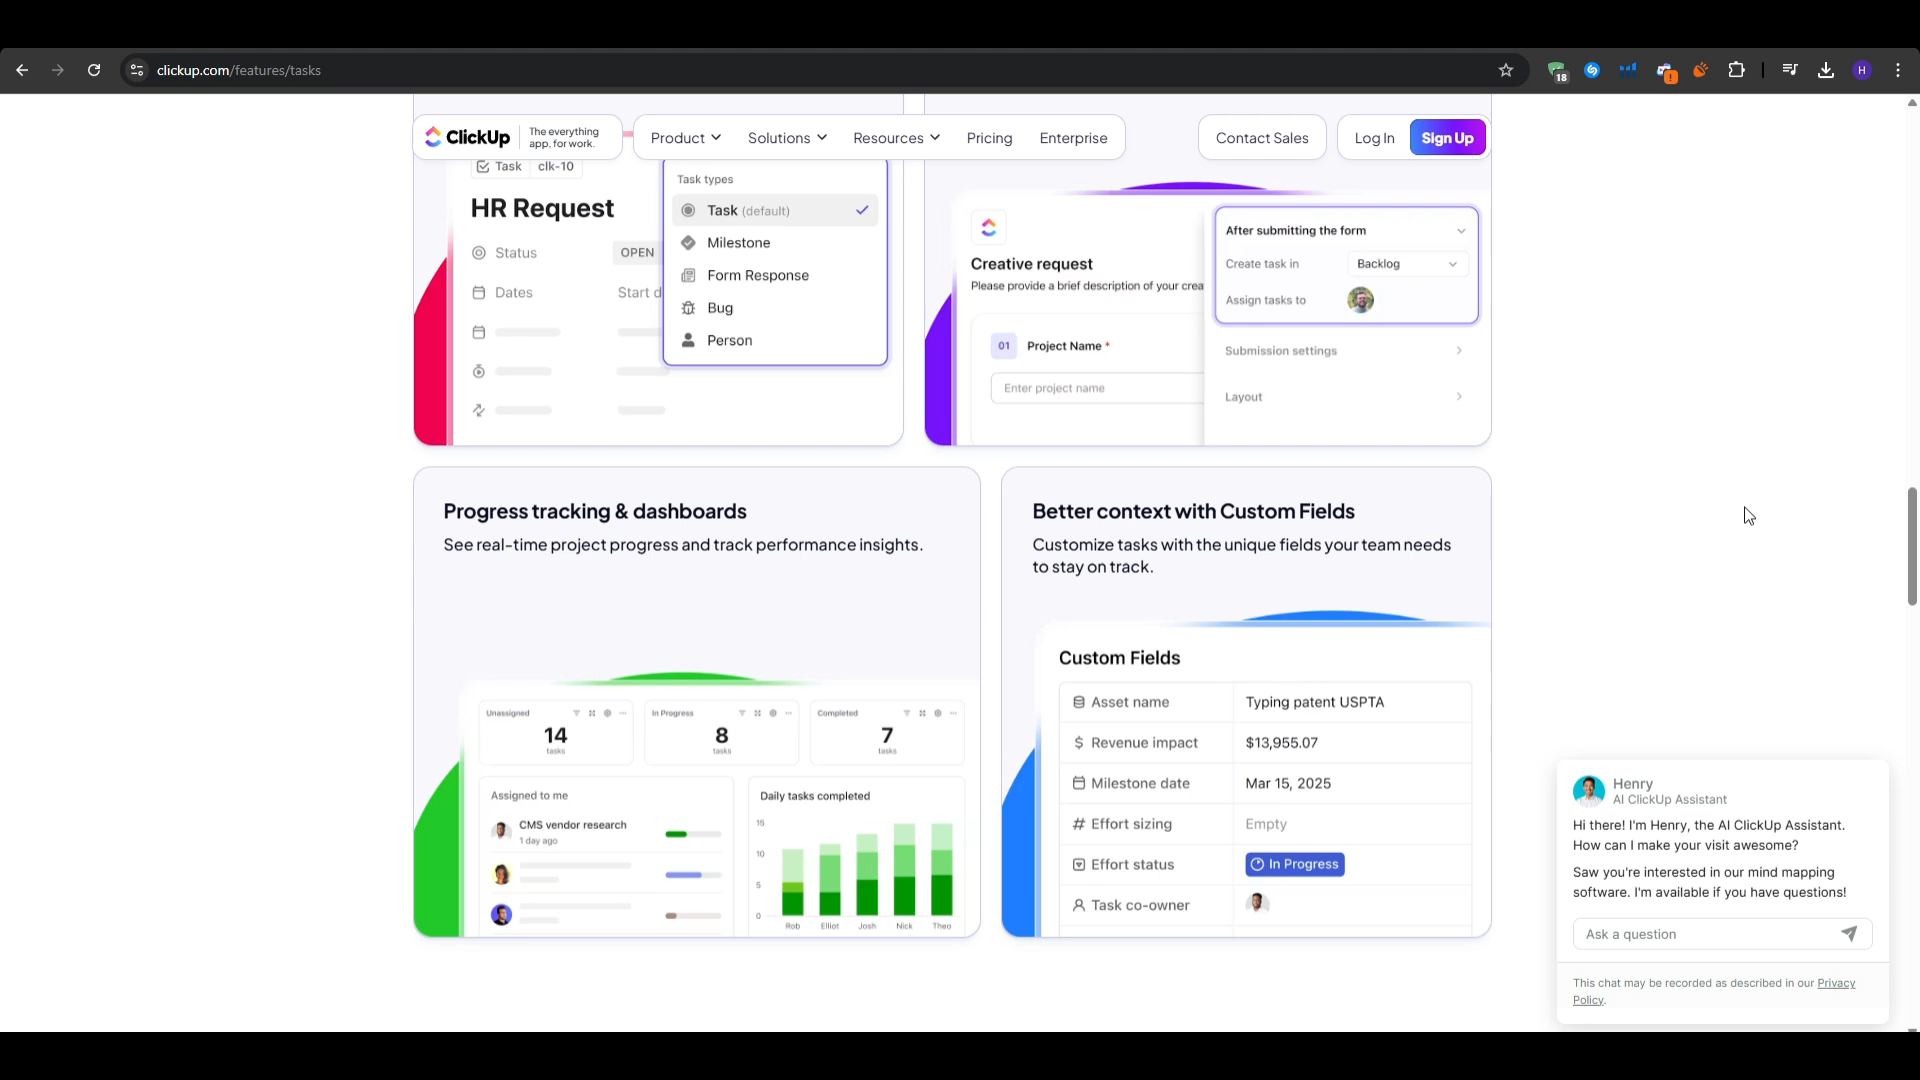 clickup.com/features/tasks
18
H
ClickUp
The everything
app, for work.
Product
Solutions
Resources
Pricing
Enterprise
Contact Sales
Log In
Sign Up
Task clk-10
HR Request
Status OPEN
Dates Start d
Task types
Task (default)
Milestone
Form Response
Bug
Person
Creative request
Please provide a brief description of your crea
01 Project Name *
Enter project name
After submitting the form
Create task in Backlog
Assign tasks to
Submission settings
Layout
Progress tracking & dashboards
See real-time project progress and track performance insights.
Unassigned
14
tasks
In Progress
8
tasks
Completed
7
tasks
Assigned to me
CMS vendor research
1 day ago
Daily tasks completed
15
10
5
0
Rob Elliot Josh Nick Theo
Better context with Custom Fields
Customize tasks with the unique fields your team needs
to stay on track.
Custom Fields
Asset name Typing patent USPTA
$ Revenue impact $13,955.07
Milestone date Mar 15, 2025
# Effort sizing Empty
Effort status In Progress
Task co-owner
Henry
AI ClickUp Assistant
Hi there! I'm Henry, the AI ClickUp Assistant.
How can I make your visit awesome?
Saw you're interested in our mind mapping
software. I'm available if you have questions!
Ask a question
This chat may be recorded as described in our Privacy
Policy.